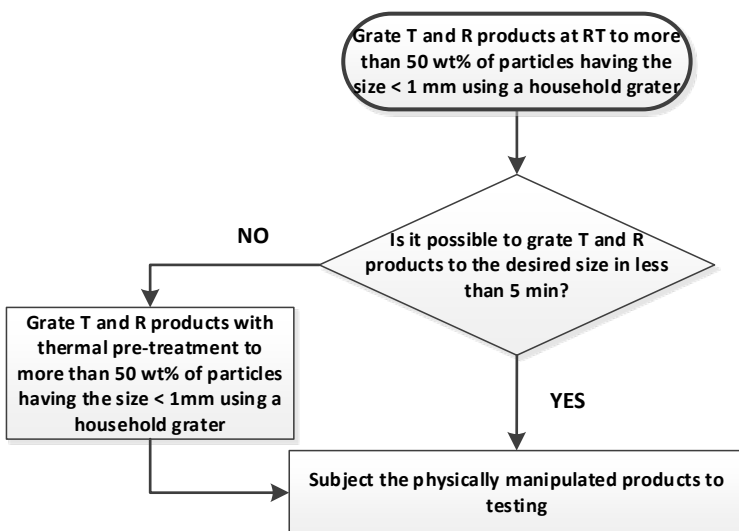 Grate T and R products at RT to more
than 50 wt% of particles having the
size < 1 mm using a household grater
NO
Is it possible to grate T and R
products to the desired size in less
than 5 min?
Grate T and R products with
thermal pre-treatment to
more than 50 wt% of particles
having the size < 1mm using a
household grater
YES
Subject the physically manipulated products to
testing